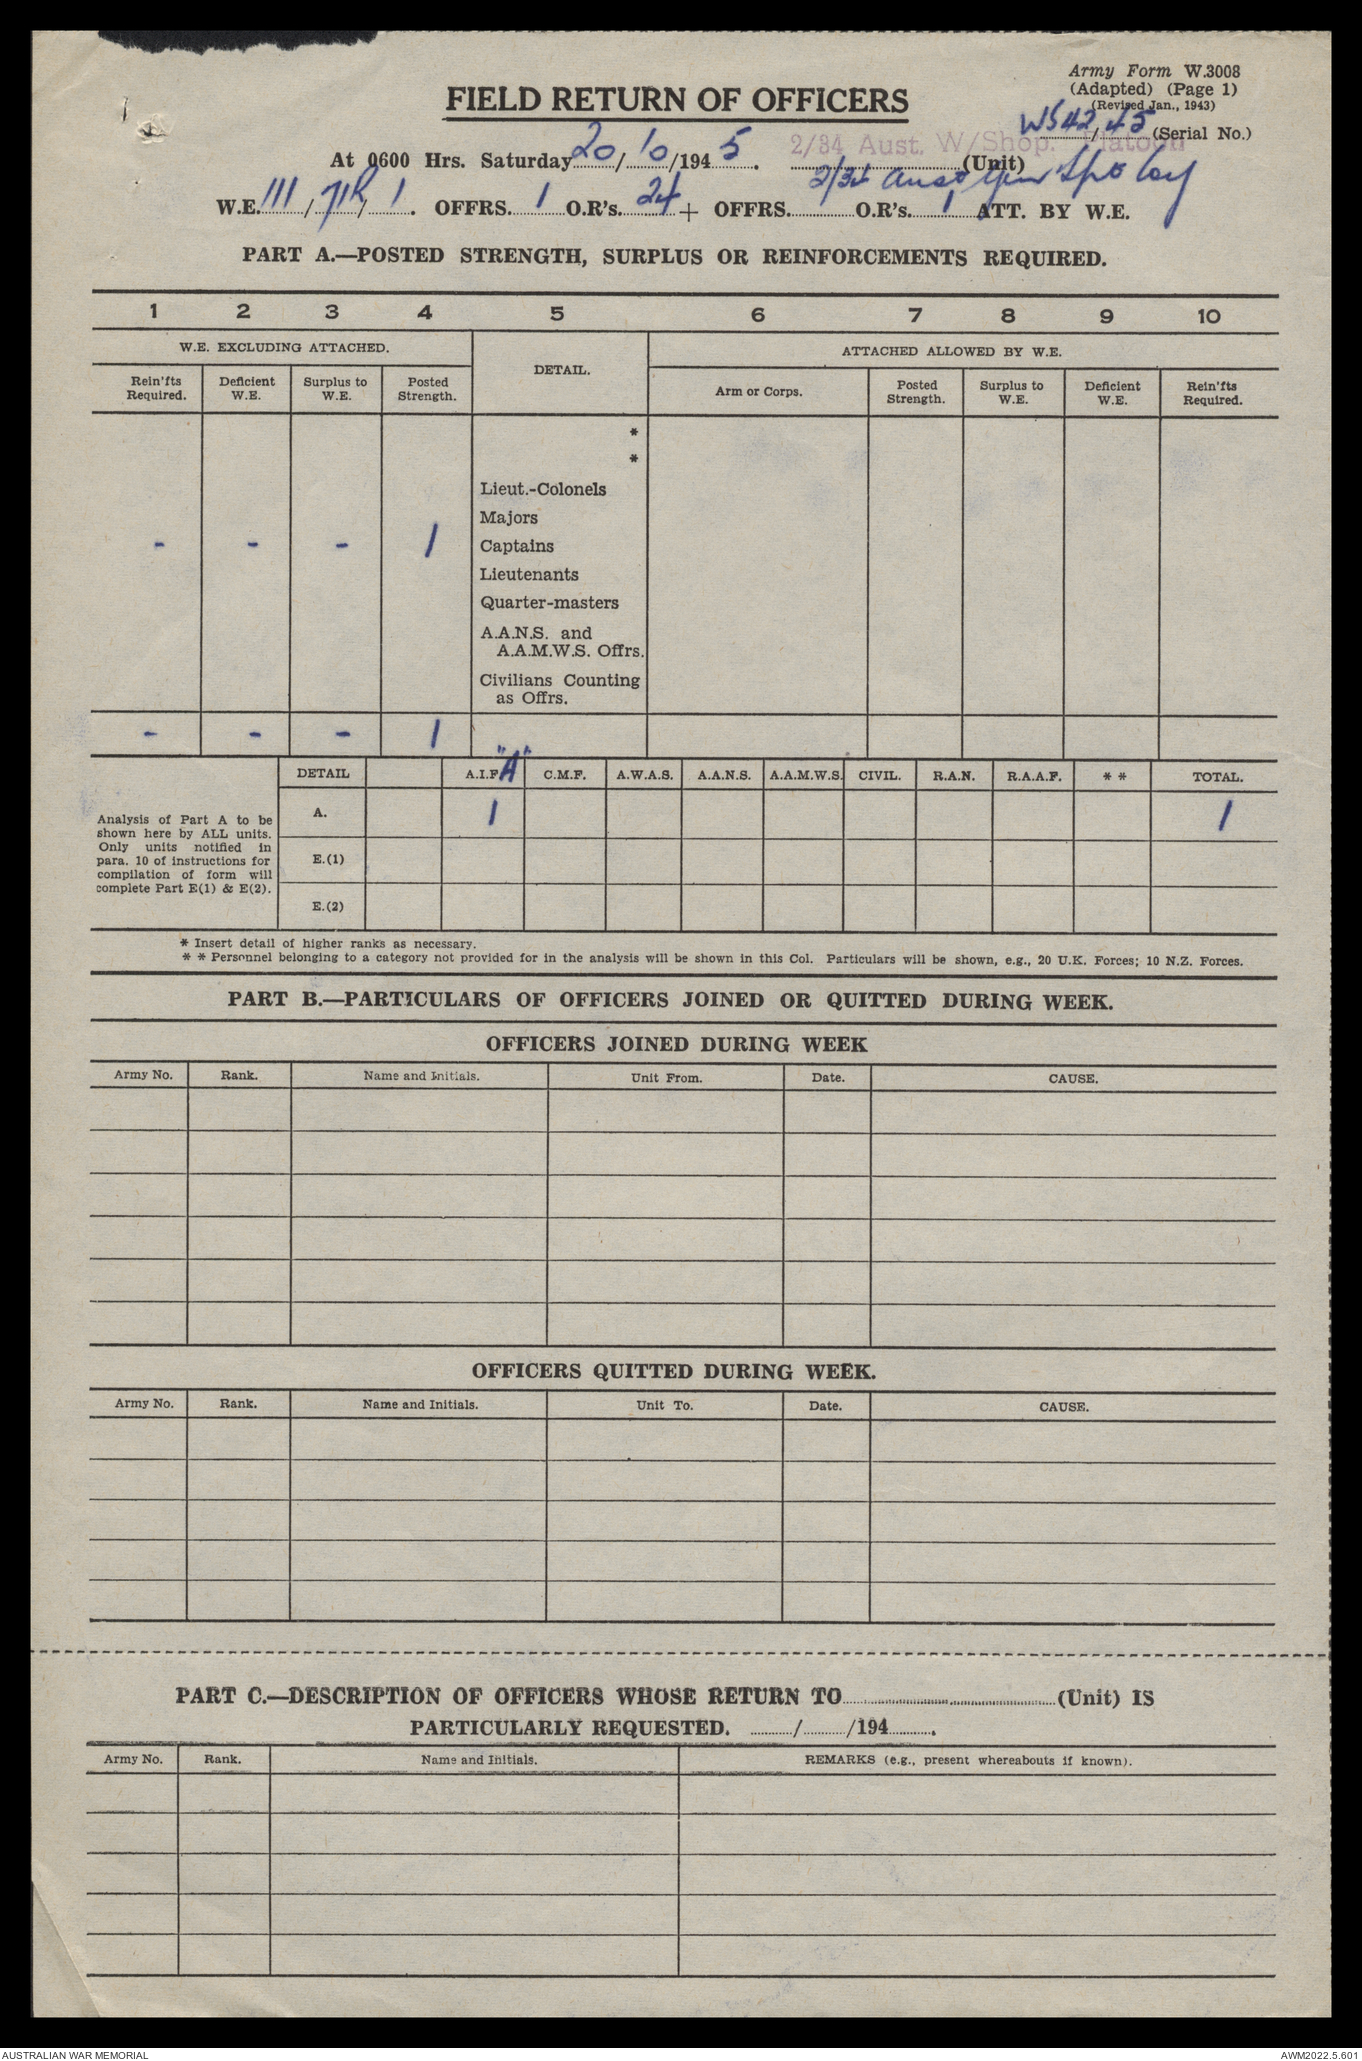 Army Form W.3008
(Adapted) (Page 1)
(Revised Jan., 1943)
FIELD RETURN OF OFFICERS
WS42/45 (Serial No.)
At 0600 Hrs. Saturday 20/10/1945. 2/34 Aust. W/Shop. Platoon (Unit)
2/34 Aust Gen Tpt Coy
W.E. 111/ /1. OFFRS. 1 O.R's. 24 + OFFRS. O.R's. 1 ATT. BY W.E.
PART A.—POSTED STRENGTH, SURPLUS OR REINFORCEMENTS REQUIRED.
1 2 3 4 5 6 7 8 9 10
W.E. EXCLUDING ATTACHED. DETAIL. ATTACHED ALLOWED BY W.E.
Rein'fts Required. Deficient W.E. Surplus to W.E. Posted Strength. Arm or Corps. Posted Strength. Surplus to W.E. Deficient W.E. Rein'fts Required.
*
*
Lieut.-Colonels
Majors
- - - 1 Captains
Lieutenants
Quarter-masters
A.A.N.S. and
A.A.M.W.S. Offrs.
Civilians Counting
as Offrs.
- - - 1
DETAIL A.I.F. "A" C.M.F. A.W.A.S. A.A.N.S. A.A.M.W.S. CIVIL. R.A.N. R.A.A.F. * * TOTAL.
A. 1 1
Analysis of Part A to be
shown here by ALL units.
Only units notified in
para. 10 of instructions for
compilation of form will
complete Part E(1) & E(2).
E.(1)
E.(2)
* Insert detail of higher ranks as necessary.
* * Personnel belonging to a category not provided for in the analysis will be shown in this Col. Particulars will be shown, e.g., 20 U.K. Forces; 10 N.Z. Forces.
PART B.—PARTICULARS OF OFFICERS JOINED OR QUITTED DURING WEEK.
OFFICERS JOINED DURING WEEK
Army No. Rank. Name and Initials. Unit From. Date. CAUSE.
OFFICERS QUITTED DURING WEEK.
Army No. Rank. Name and Initials. Unit To. Date. CAUSE.
PART C.—DESCRIPTION OF OFFICERS WHOSE RETURN TO (Unit) IS
PARTICULARLY REQUESTED. / /194 .
Army No. Rank. Name and Initials. REMARKS (e.g., present whereabouts if known).
AUSTRALIAN WAR MEMORIAL AWM2022.5.601